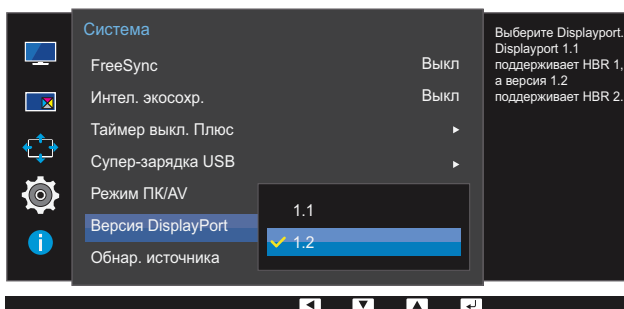 Система
FreeSync Выкл
Интел. экосохр. Выкл
Таймер выкл. Плюс
Супер-зарядка USB
Режим ПК/AV
Версия DisplayPort
Обнар. источника
1.1
1.2
Выберите Displayport.
Displayport 1.1
поддерживает HBR 1,
а версия 1.2
поддерживает HBR 2.